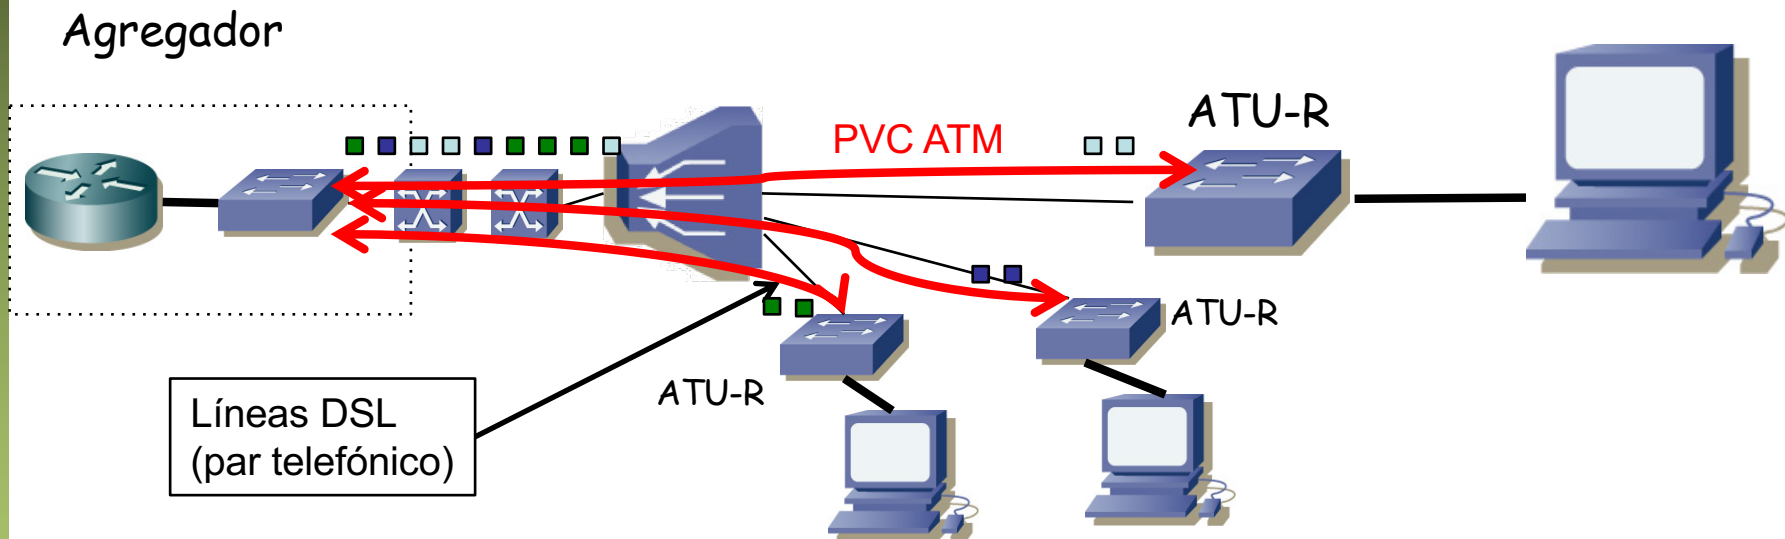 Agregador
PVC ATM
ATU-R
ATU-R
ATU-R
Líneas DSL
(par telefónico)